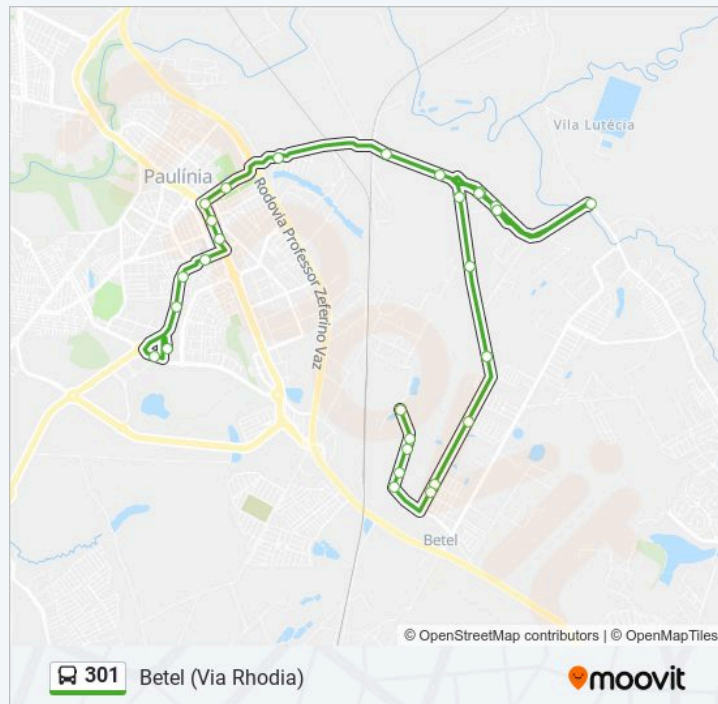 Vila Lutécia
Paulínia
Rodovia Professor Zeferino Vaz
Betel
© OpenStreetMap contributors | © OpenMapTiles
301 Betel (Via Rhodia)
moovit